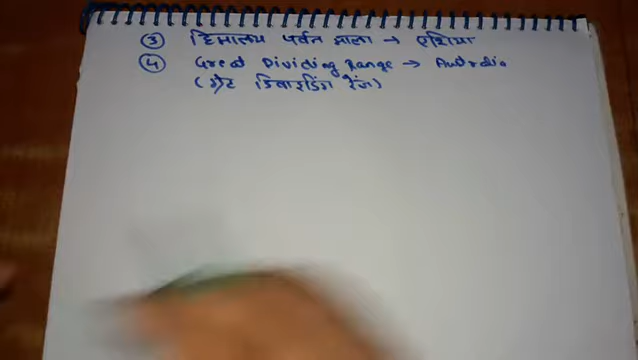 ③ हिमालय पर्वत माला → एशिया
④ Great Dividing Range → Australia
(ग्रेट डिवाइडिंग रेंज)